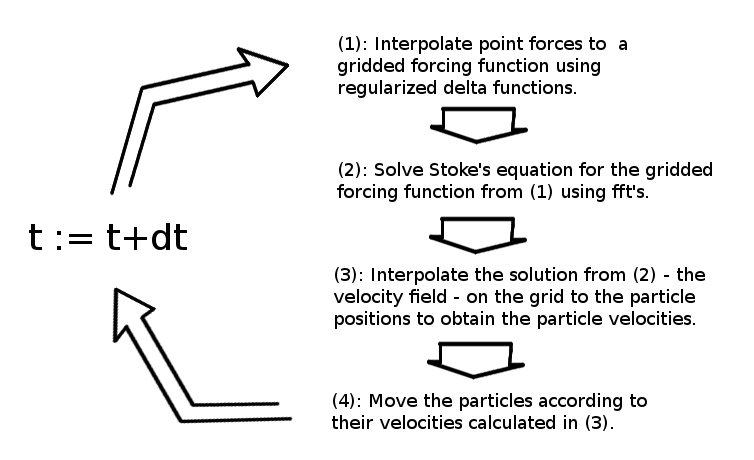 (1): Interpolate point forces to a
gridded forcing function using
regularized delta functions.
(2): Solve Stoke's equation for the gridded
forcing function from (1) using fft's.
t := t+dt
(3): Interpolate the solution from (2) - the
velocity field - on the grid to the particle
positions to obtain the particle velocities.
(4): Move the particles according to
their velocities calculated in (3).